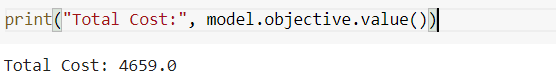 print("Total Cost:", model.objective.value())
Total Cost: 4659.0